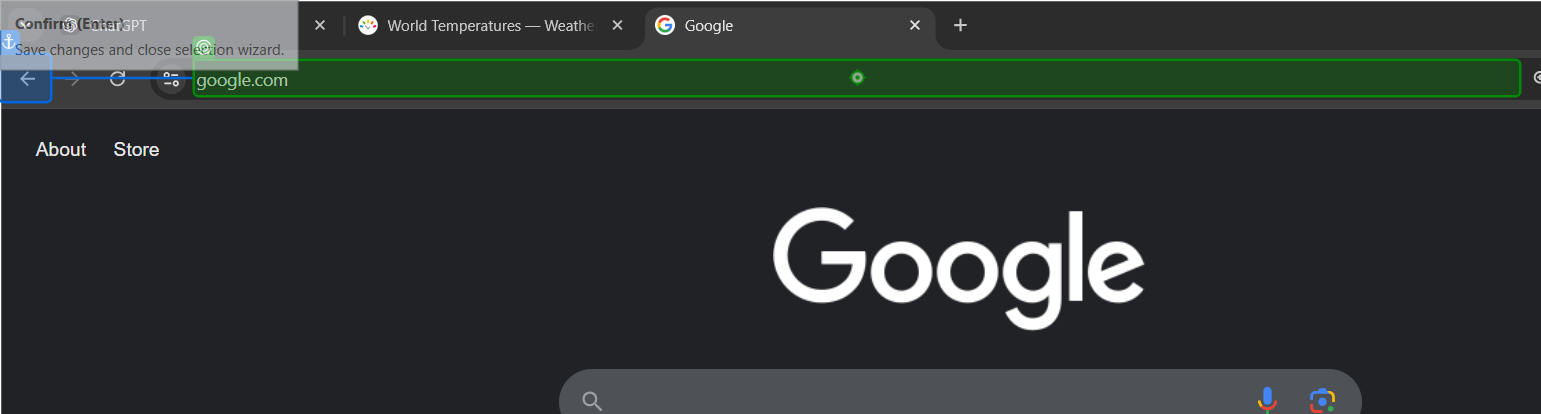 Confirm (Enter)
ChatGPT
World Temperatures — Weathe
Google
Save changes and close selection wizard.
google.com
About
Store
Google